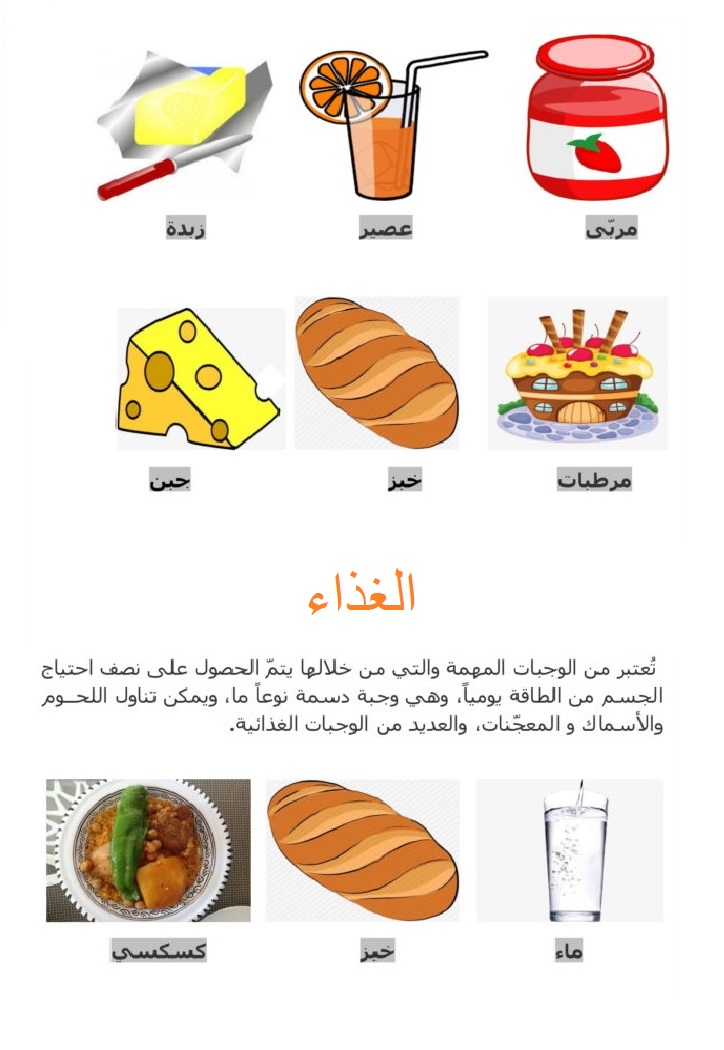 مربّى عصير زبدة
مرطبات خبز جبن
الغذاء
تُعتبر من الوجبات المهمة والتي من خلالها يتمّ الحصول على نصف احتياج
الجسم من الطاقة يومياً، وهي وجبة دسمة نوعاً ما، ويمكن تناول اللحـوم
والأسماك و المعجّنات، والعديد من الوجبات الغذائية.
ماء خبز كسكسي